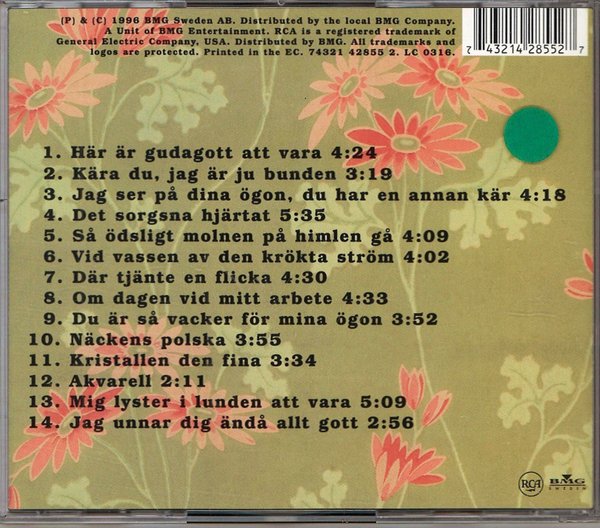 (P) & (C) 1996 BMG Sweden AB. Distributed by the local BMG Company.
A Unit of BMG Entertainment. RCA is a registered trademark of
General Electric Company, USA. Distributed by BMG. All trademarks and
logos are protected. Printed in the EC. 74321 42855 2. LC 0316.
7 43214 28552 7
1. Här är gudagott att vara 4:24
2. Kära du, jag är ju bunden 3:19
3. Jag ser på dina ögon, du har en annan kär 4:18
4. Det sorgsna hjärtat 5:35
5. Så ödsligt molnen på himlen gå 4:09
6. Vid vassen av den krökta ström 4:02
7. Där tjänte en flicka 4:30
8. Om dagen vid mitt arbete 4:33
9. Du är så vacker för mina ögon 3:52
10. Näckens polska 3:55
11. Kristallen den fina 3:34
12. Akvarell 2:11
13. Mig lyster i lunden att vara 5:09
14. Jag unnar dig ändå allt gott 2:56
RCA
BMG
SWEDEN